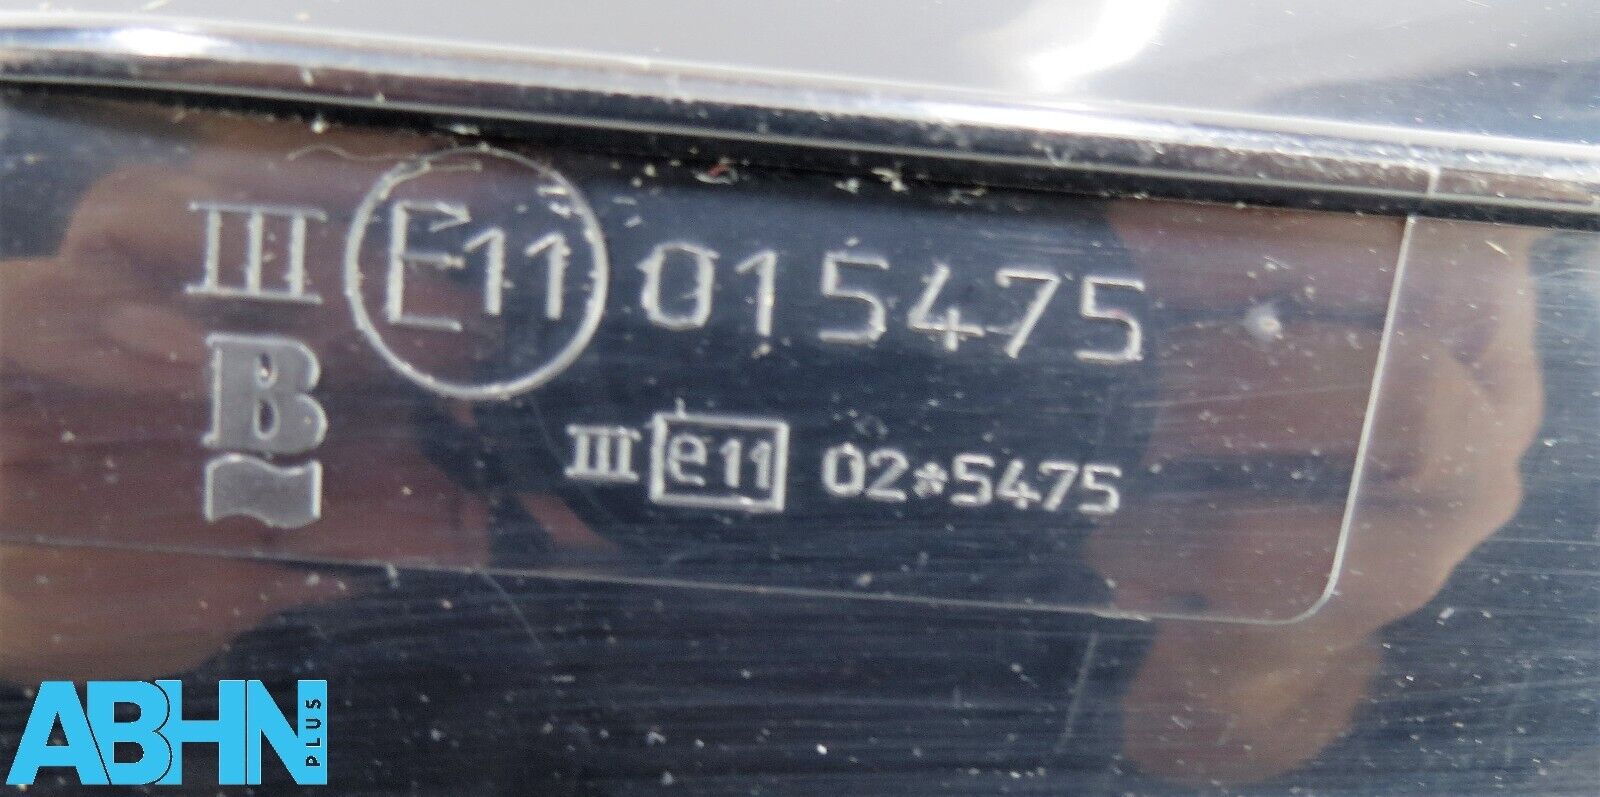 III E11 015475
B
III e11 02*5475
ABHN PLUS